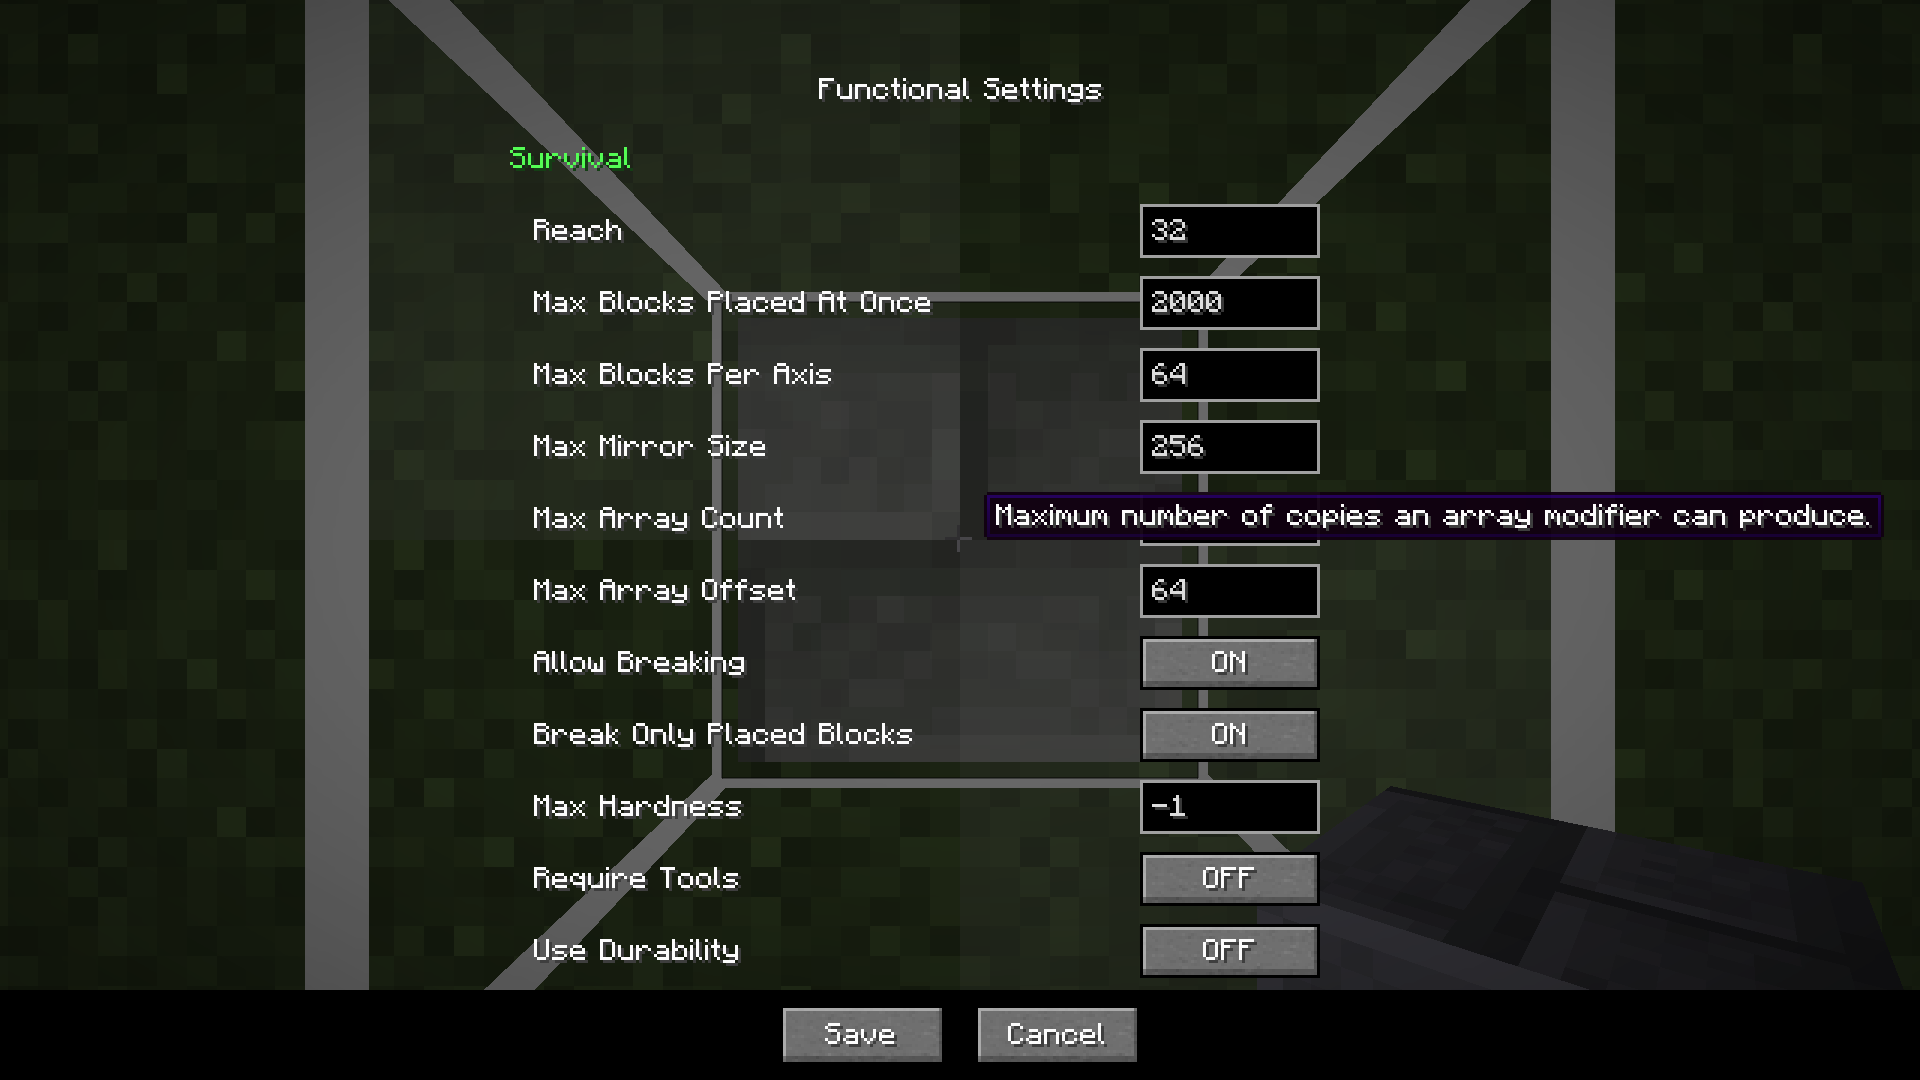 Functional Settings
Survival
Reach 32
Max Blocks Placed At Once 2000
Max Blocks Per Axis 64
Max Mirror Size 256
Max Array Count Maximum number of copies an array modifier can produce.
Max Array Offset 64
Allow Breaking ON
Break Only Placed Blocks ON
Max Hardness -1
Require Tools OFF
Use Durability OFF
Save Cancel